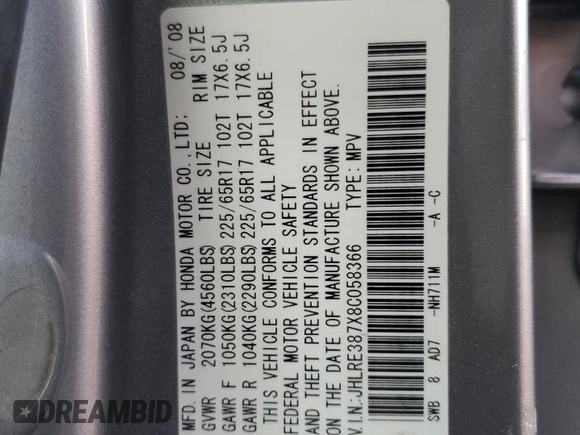 MFD. IN JAPAN BY HONDA MOTOR CO.,LTD: 08/'08
GVWR 2070KG(4560LBS) TIRE SIZE RIM SIZE
GAWR F 1050KG(2310LBS) 225/65R17 102T 17X6.5J
GAWR R 1040KG(2290LBS) 225/65R17 102T 17X6.5J
THIS VEHICLE CONFORMS TO ALL APPLICABLE
FEDERAL MOTOR VEHICLE SAFETY
AND THEFT PREVENTION STANDARDS IN EFFECT
ON THE DATE OF MANUFACTURE SHOWN ABOVE.
V.I.N:JHLRE387X8C058366 TYPE: MPV
SWB 8 AD7 -NH711M -A -C
DREAMBID